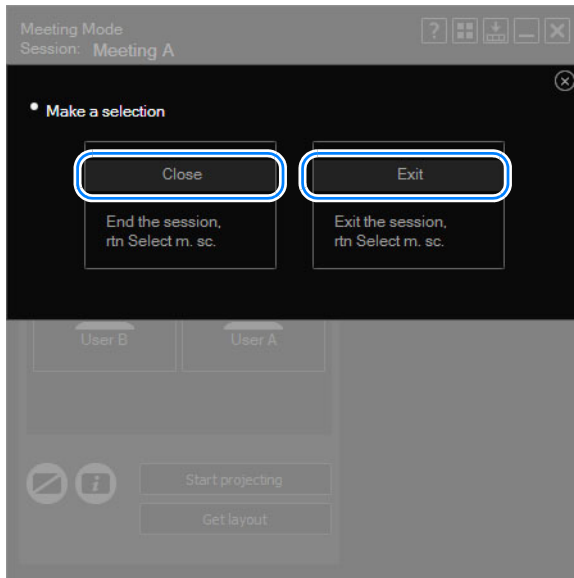 Meeting Mode
Session: Meeting A
Make a selection
Close
Exit
End the session,
rtn Select m. sc.
Exit the session,
rtn Select m. sc.
User B
User A
Start projecting
Get layout